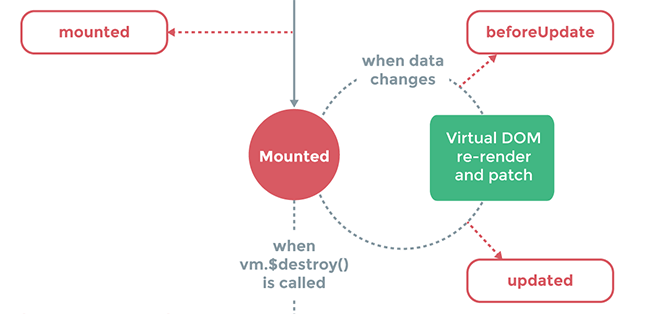 mounted
beforeUpdate
when data
changes
Mounted
Virtual DOM
re-render
and patch
when
vm.$destroy()
is called
updated